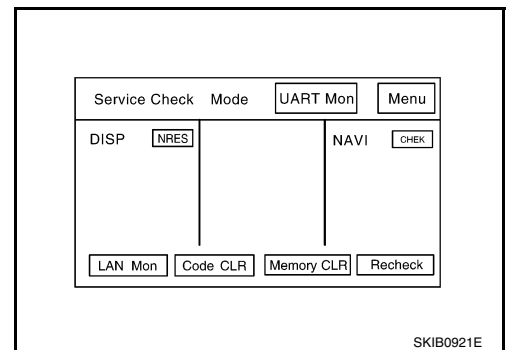 Service Check Mode UART Mon Menu
DISP NRES NAVI CHEK
LAN Mon Code CLR Memory CLR Recheck
SKIB0921E